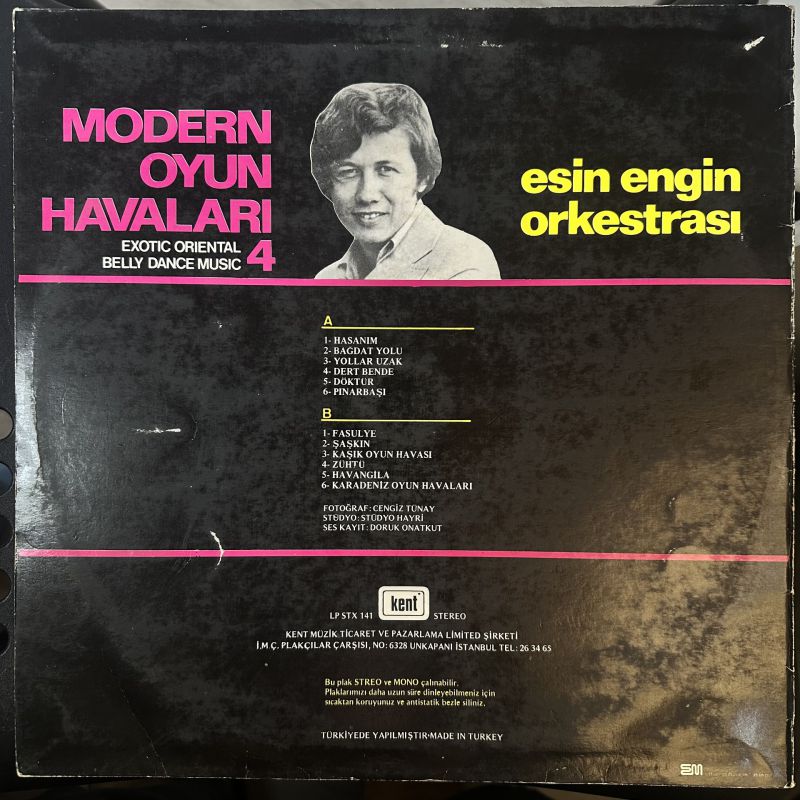 MODERN
OYUN
HAVALARI
EXOTIC ORIENTAL
BELLY DANCE MUSIC 4
esin engin
orkestrası
A
1- HASANIM
2- BAĞDAT YOLU
3- YOLLAR UZAK
4- DERT BENDE
5- DÖKTÜR
6- PINARBAŞI
B
1- FASULYE
2- ŞAŞKIN
3- KAŞIK OYUN HAVASI
4- ZÜHTÜ
5- HAVANGİLA
6- KARADENİZ OYUN HAVALARI
FOTOĞRAF: CENGİZ TÜNAY
STÜDYO: STÜDYO HAYRİ
SES KAYIT: DORUK ONATKUT
LP STX 141 kent STEREO
KENT MÜZİK TİCARET VE PAZARLAMA LİMİTED ŞİRKETİ
İ.M.Ç. PLAKÇILAR ÇARŞISI, NO: 6328 UNKAPANI İSTANBUL TEL: 26 34 65
Bu plak STREO ve MONO çalınabilir.
Plaklarımızı daha uzun süre dinleyebilmeniz için
sıcaktan koruyunuz ve antistatik bezle siliniz.
TÜRKİYEDE YAPILMIŞTIR·MADE IN TURKEY